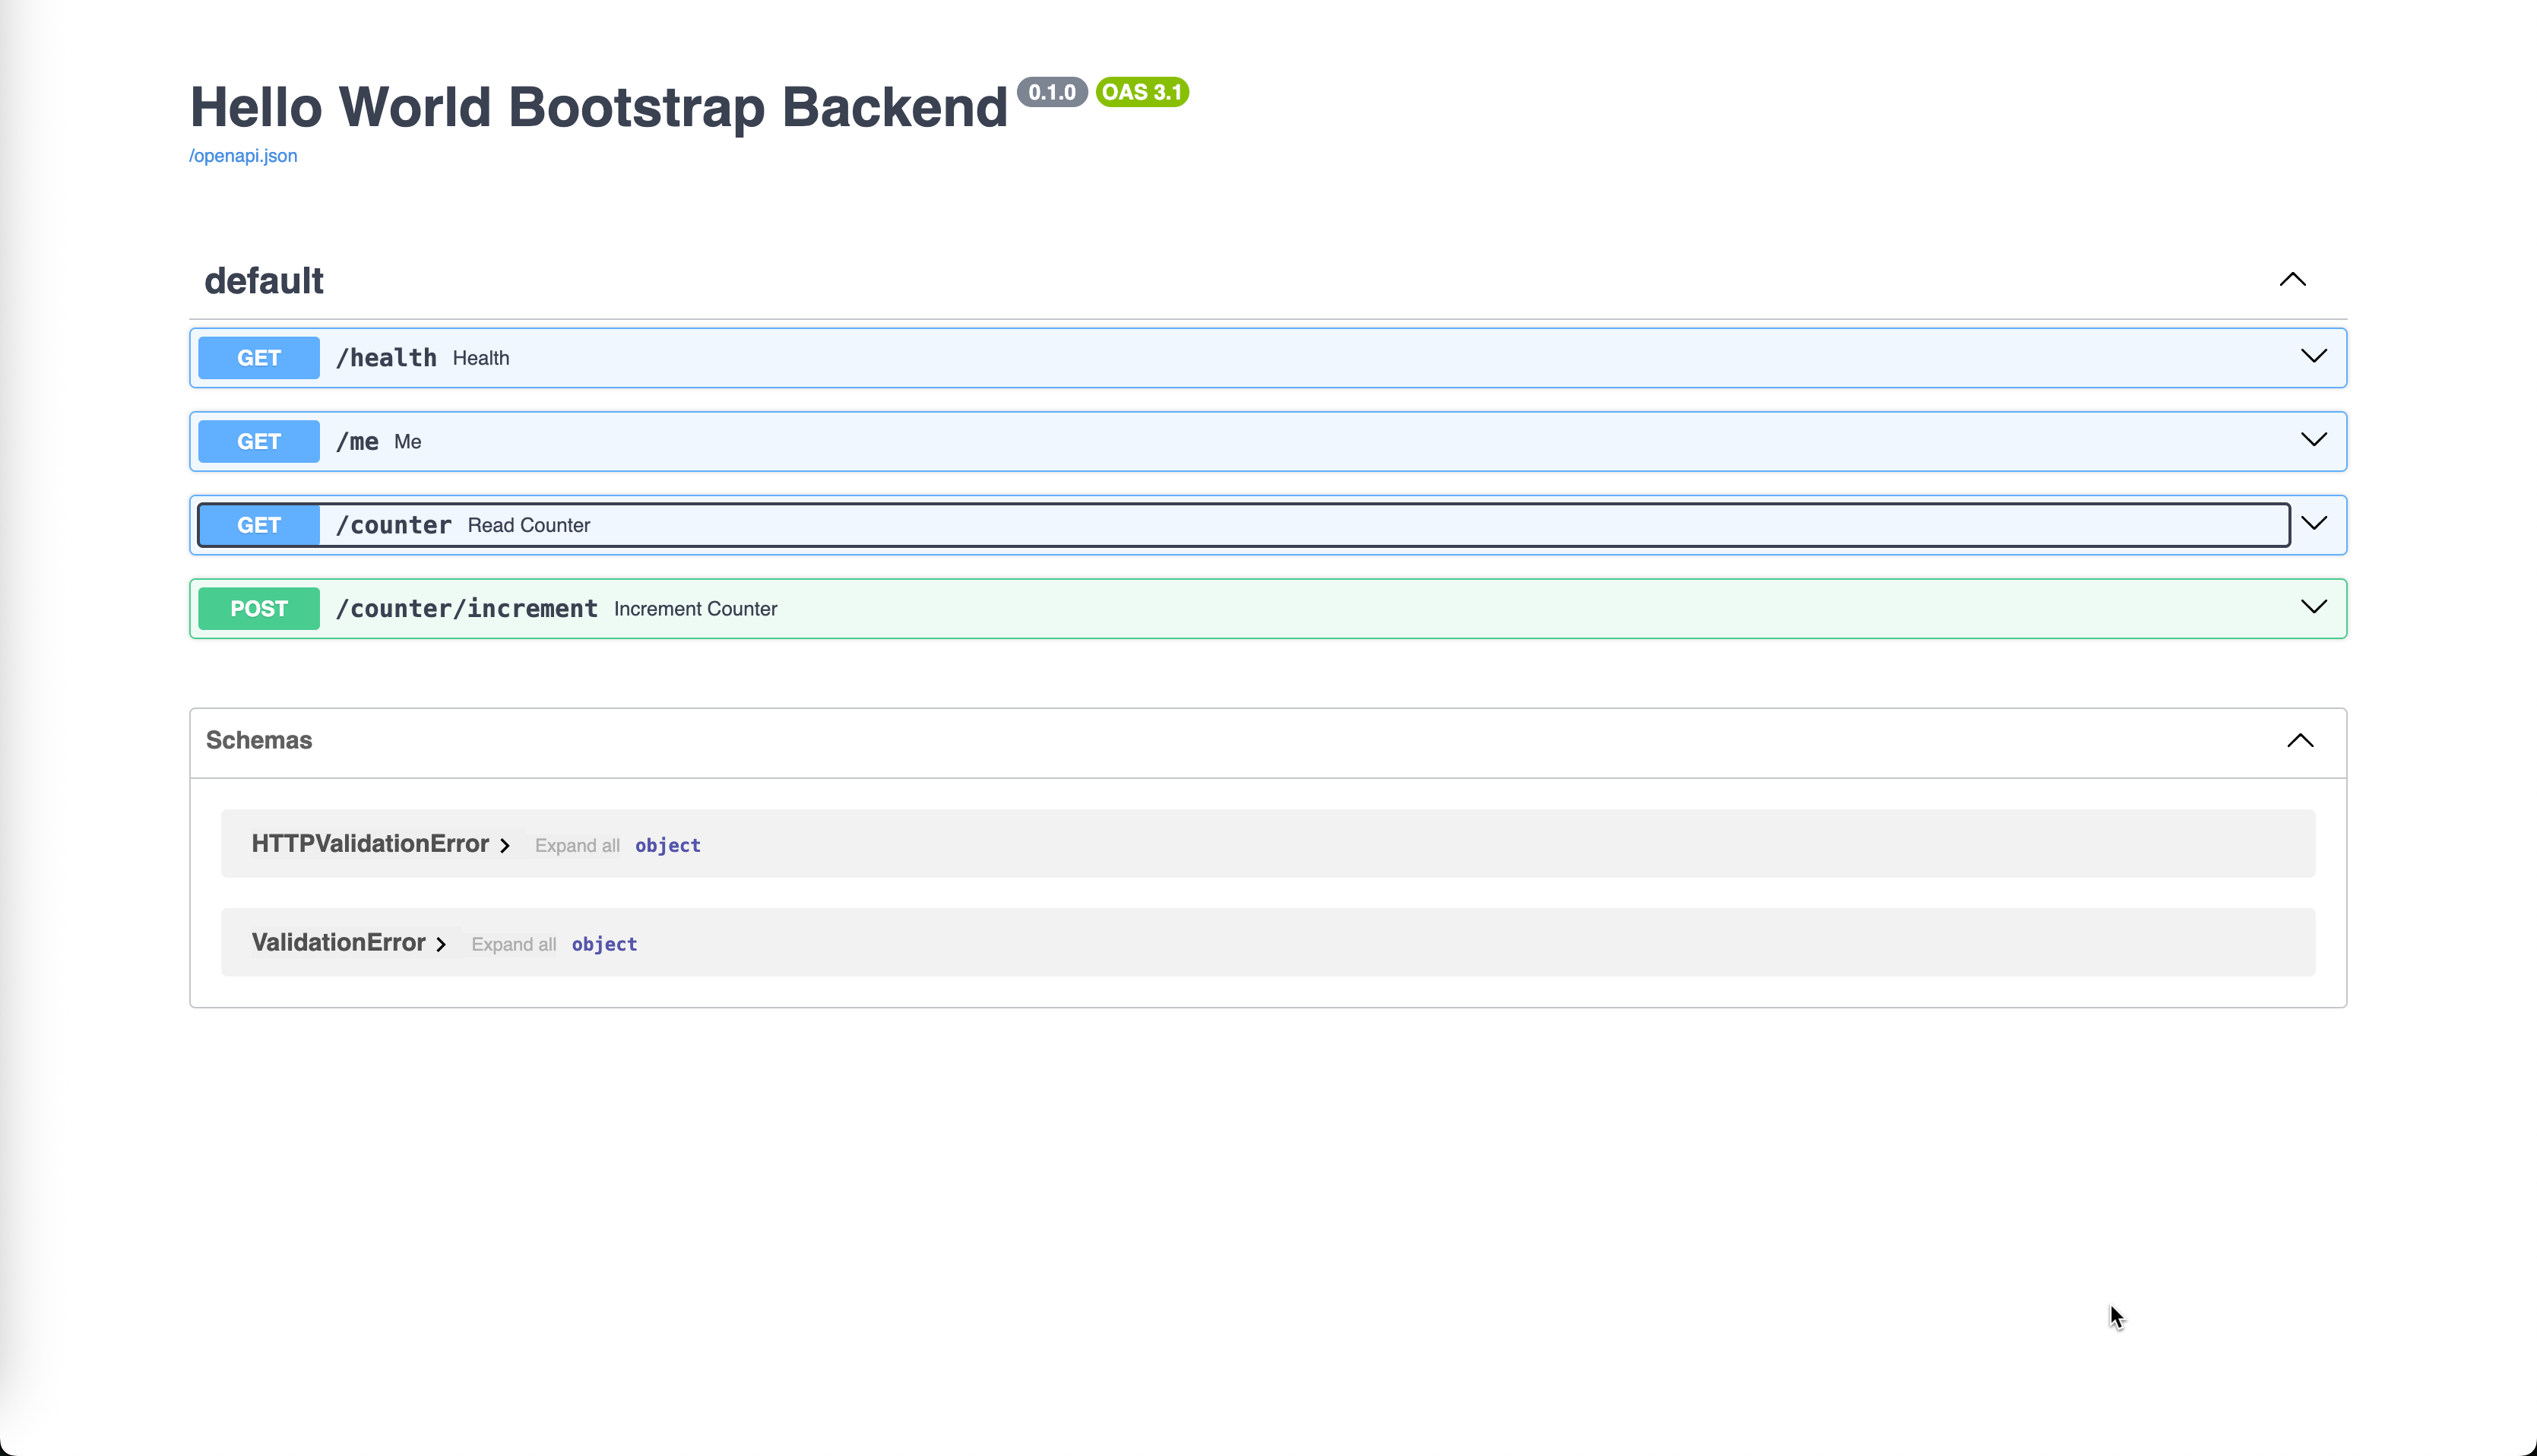 Hello World Bootstrap Backend 0.1.0 OAS 3.1
/openapi.json
default
GET /health Health
GET /me Me
GET /counter Read Counter
POST /counter/increment Increment Counter
Schemas
HTTPValidationError Expand all object
ValidationError Expand all object